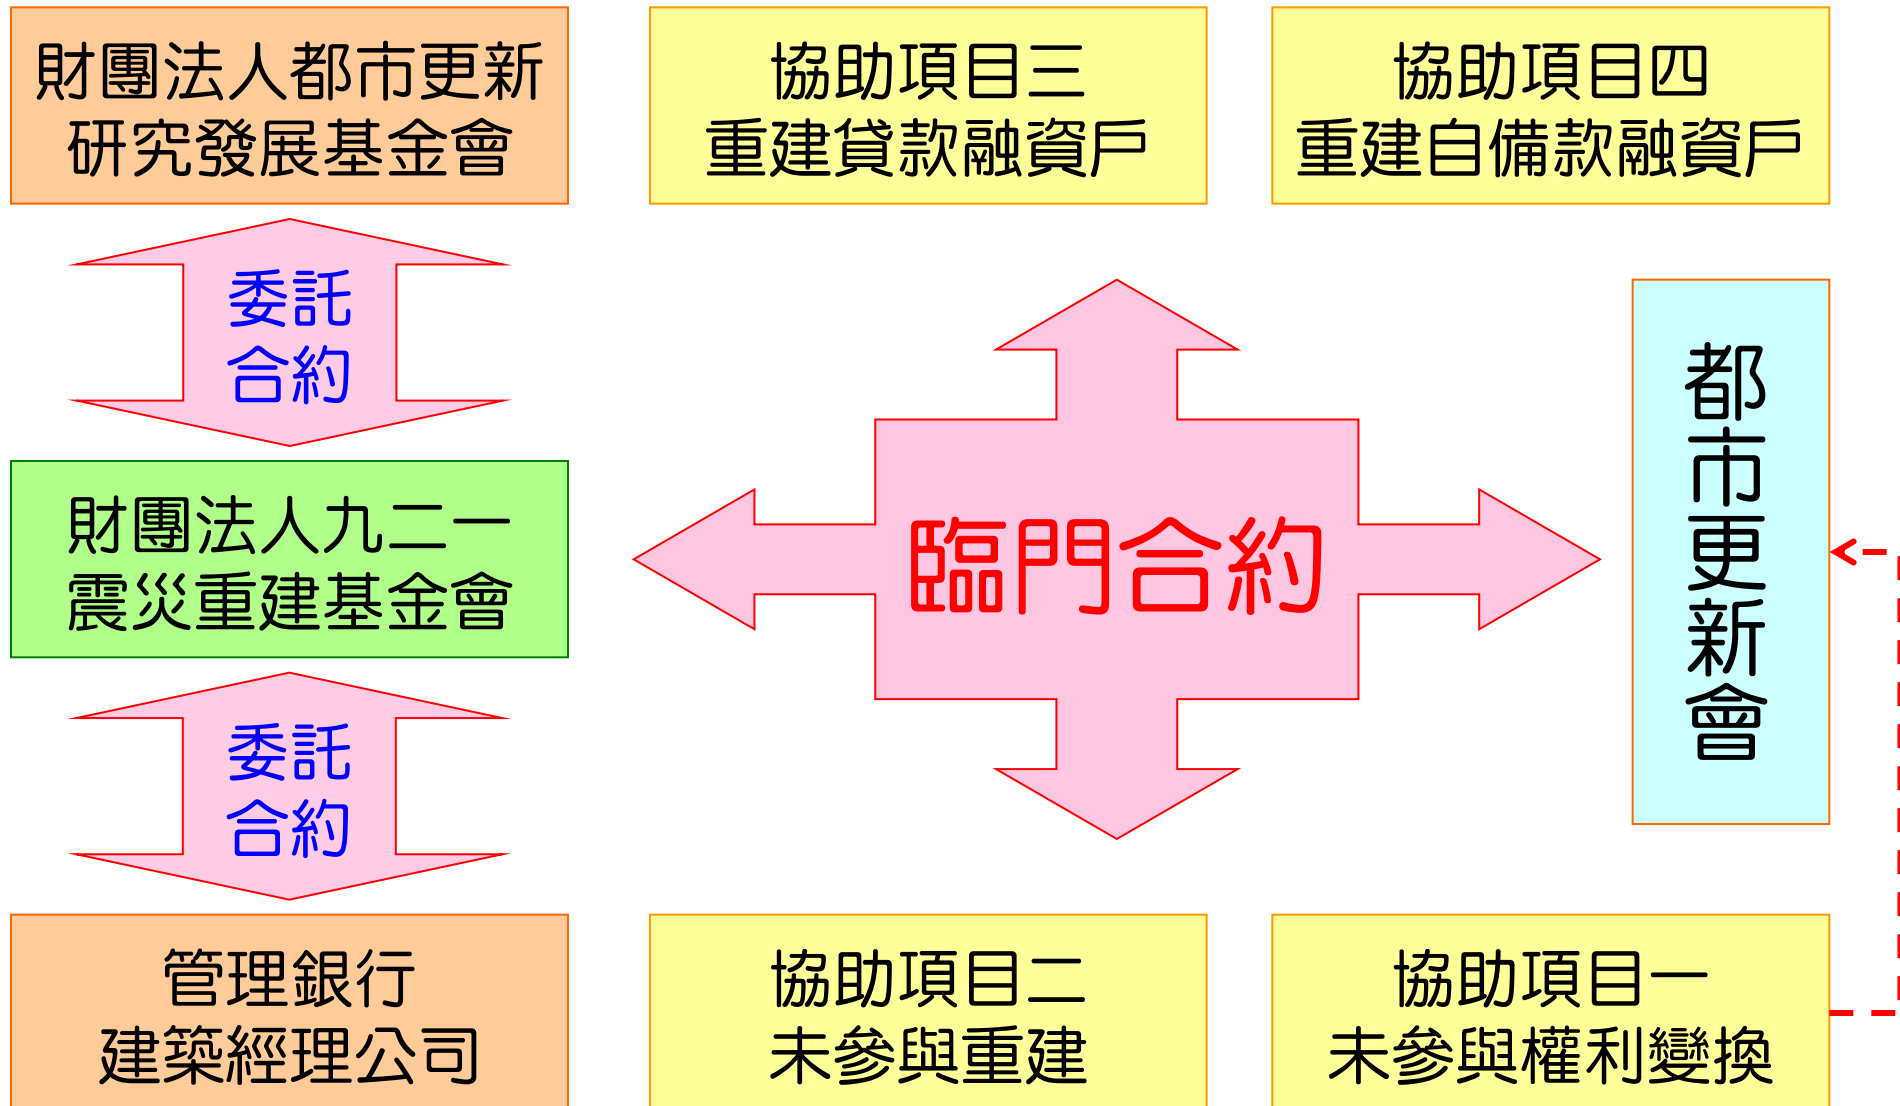 財團法人都市更新
研究發展基金會
協助項目三
重建貸款融資戶
協助項目四
重建自備款融資戶
委託
合約
財團法人九二一
震災重建基金會
臨門合約
都市更新會
委託
合約
管理銀行
建築經理公司
協助項目二
未參與重建
協助項目一
未參與權利變換